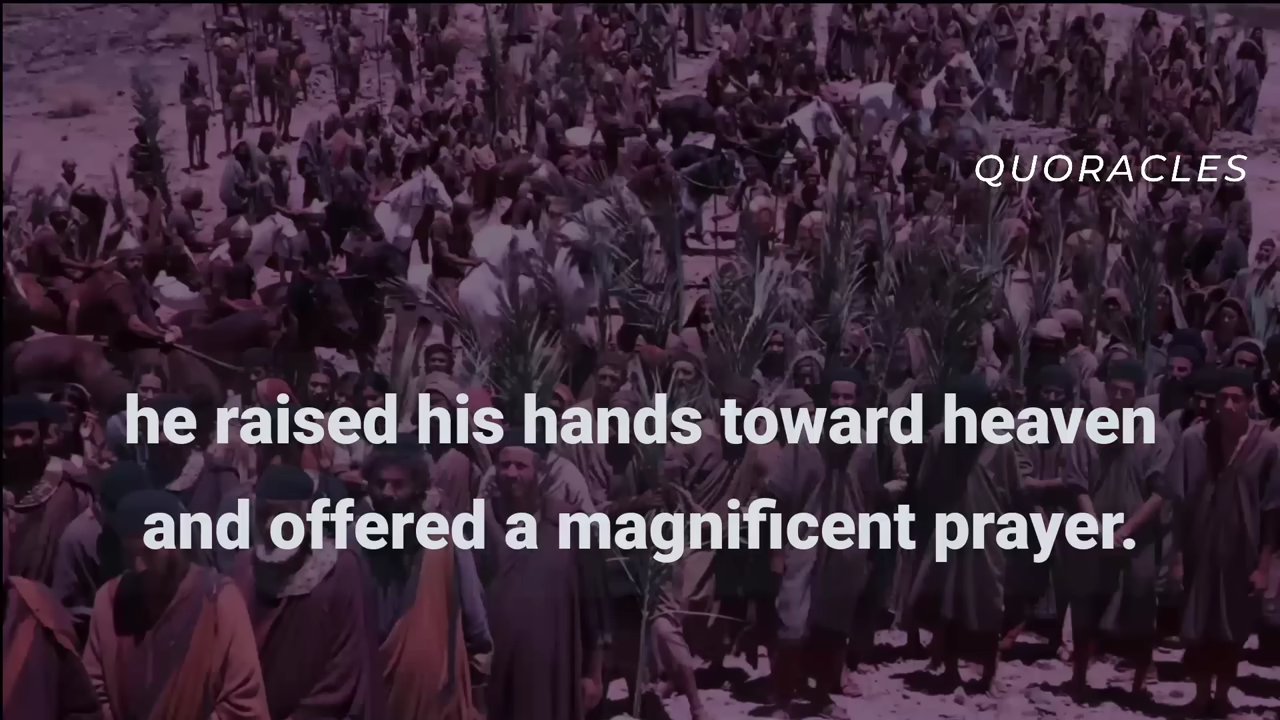 QUORACLES
he raised his hands toward heaven
and offered a magnificent prayer.